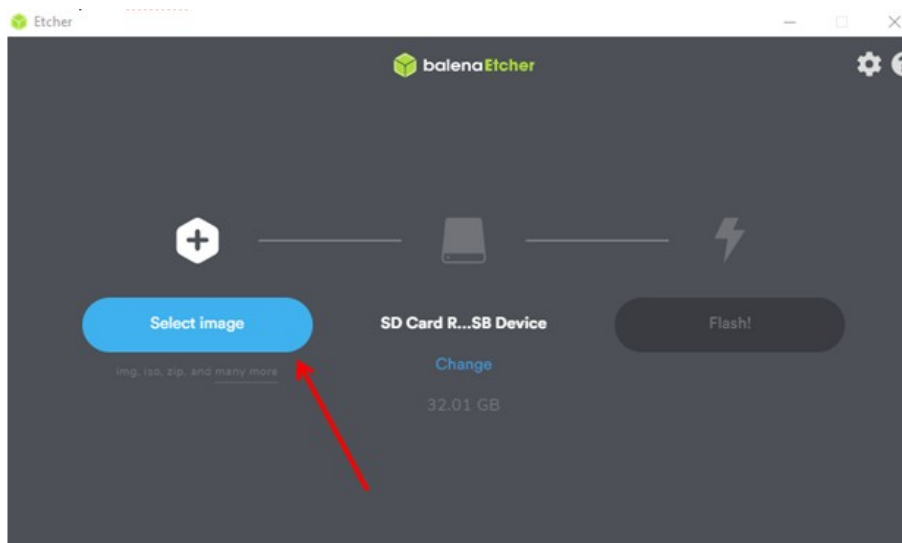 Etcher
balenaEtcher
Select image
SD Card R...SB Device
Flash!
img, iso, zip, and many more
Change
32.01 GB